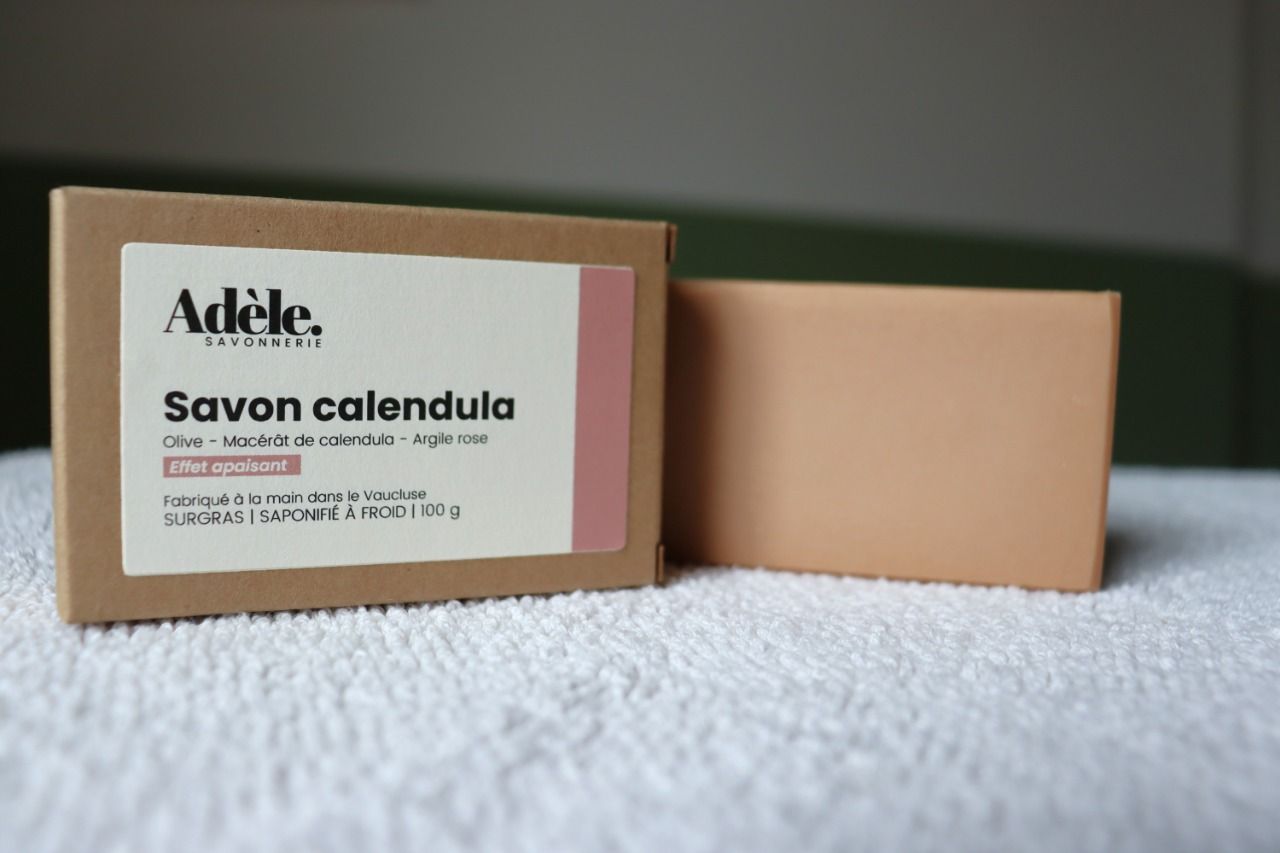 Adèle.
SAVONNERIE
Savon calendula
Olive - Macérât de calendula - Argile rose
Effet apaisant
Fabriqué à la main dans le Vaucluse
SURGRAS | SAPONIFIÉ À FROID | 100 g